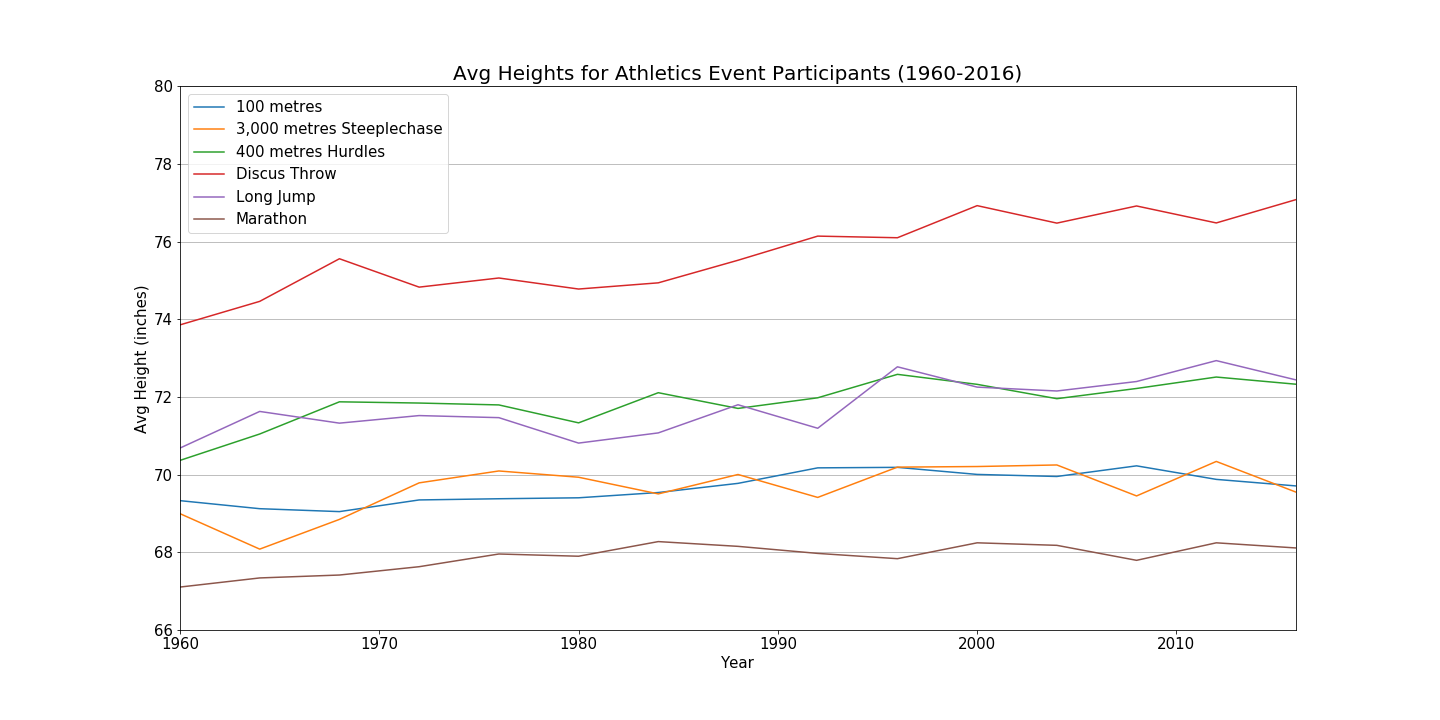 Avg Heights for Athletics Event Participants (1960-2016)
80
78
76
74
72
70
68
66
Avg Height (inches)
100 metres
3,000 metres Steeplechase
400 metres Hurdles
Discus Throw
Long Jump
Marathon
1960
1970
1980
1990
2000
2010
Year